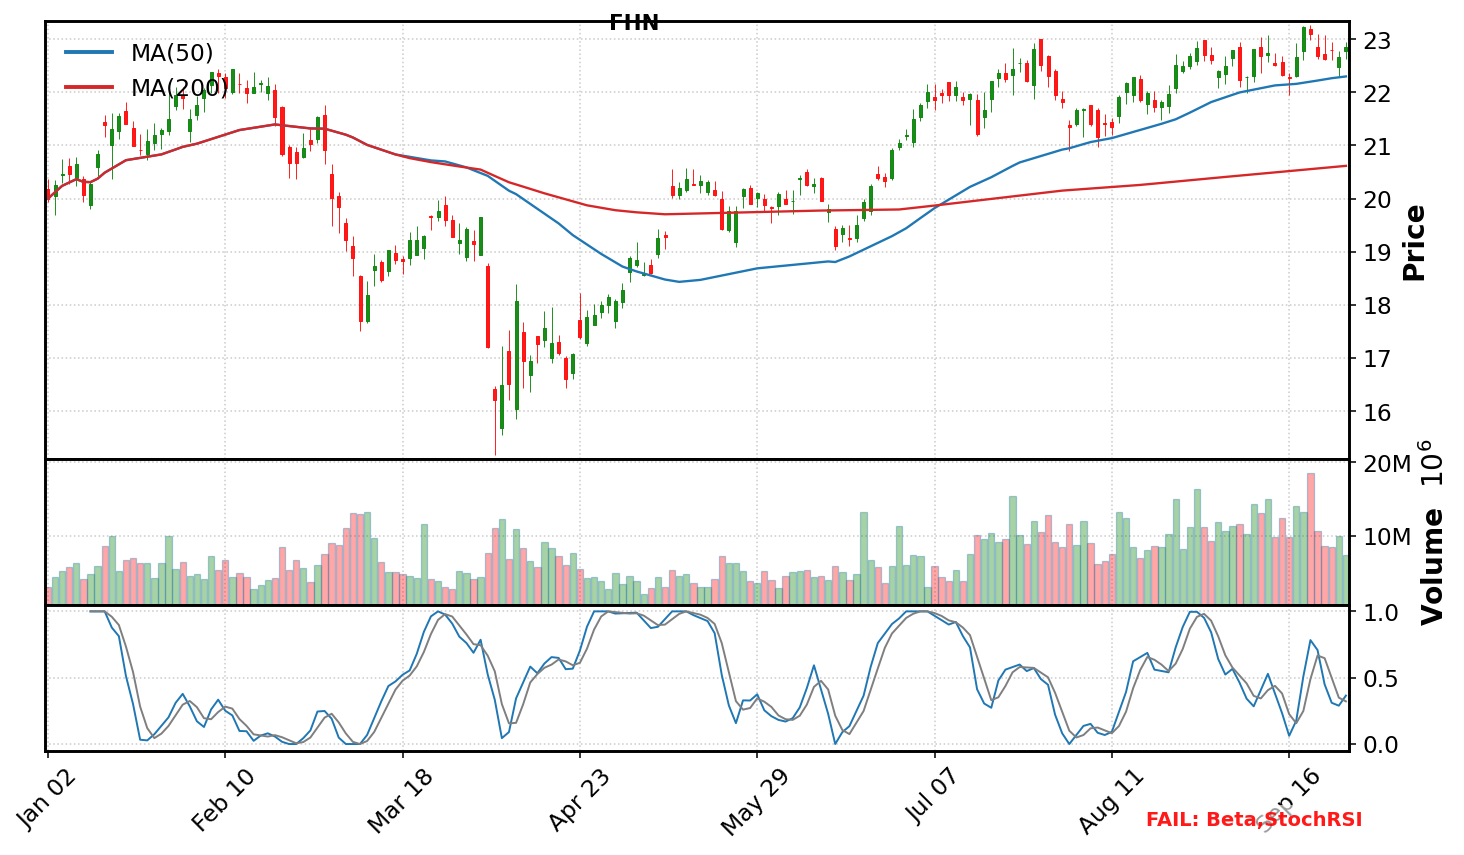 FHN
MA(50)
MA(200)
23
22
21
20
19
18
17
16
Price
20M
10M
Volume 10^6
1.0
0.5
0.0
Jan 02
Feb 10
Mar 18
Apr 23
May 29
Jul 07
Aug 11
Sep 16
FAIL: Beta,StochRSI